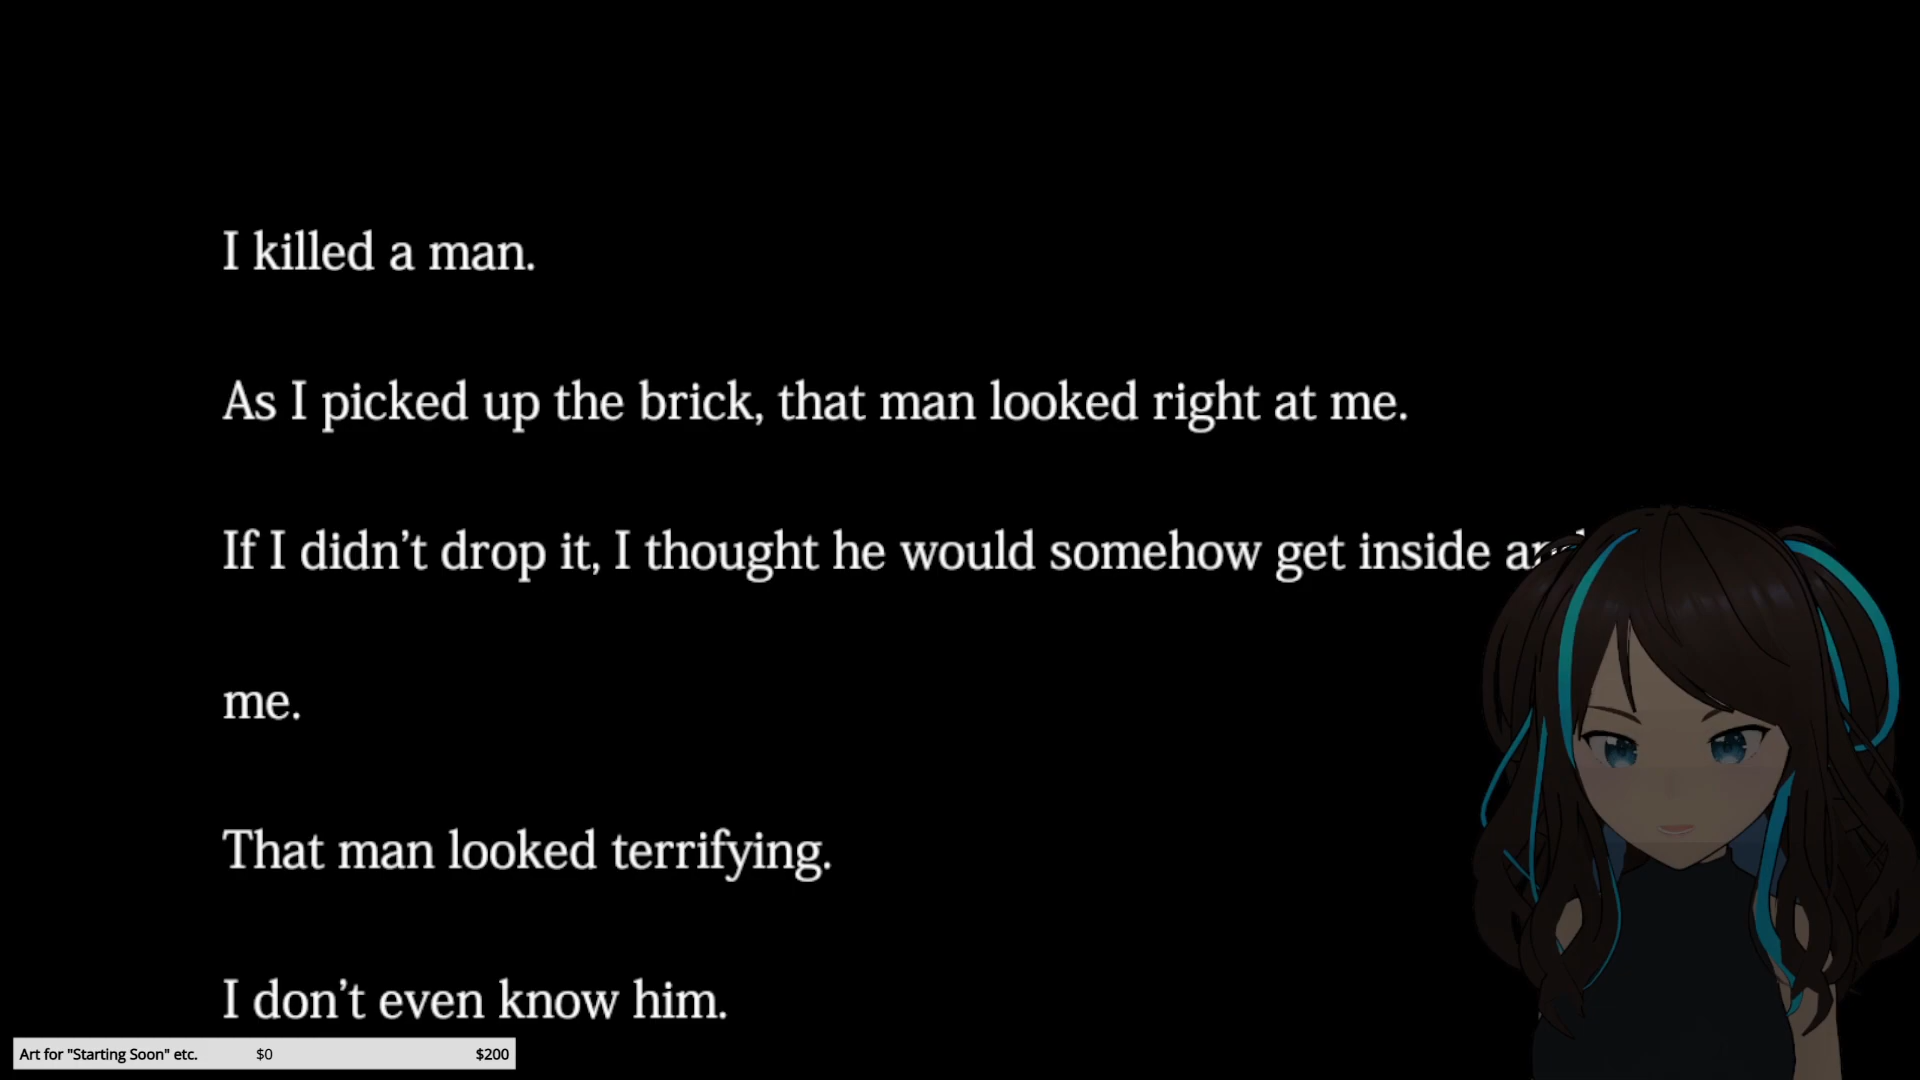 I killed a man.
As I picked up the brick, that man looked right at me.
If I didn’t drop it, I thought he would somehow get inside and
me.
That man looked terrifying.
I don’t even know him.
Art for "Starting Soon" etc. $0 $200